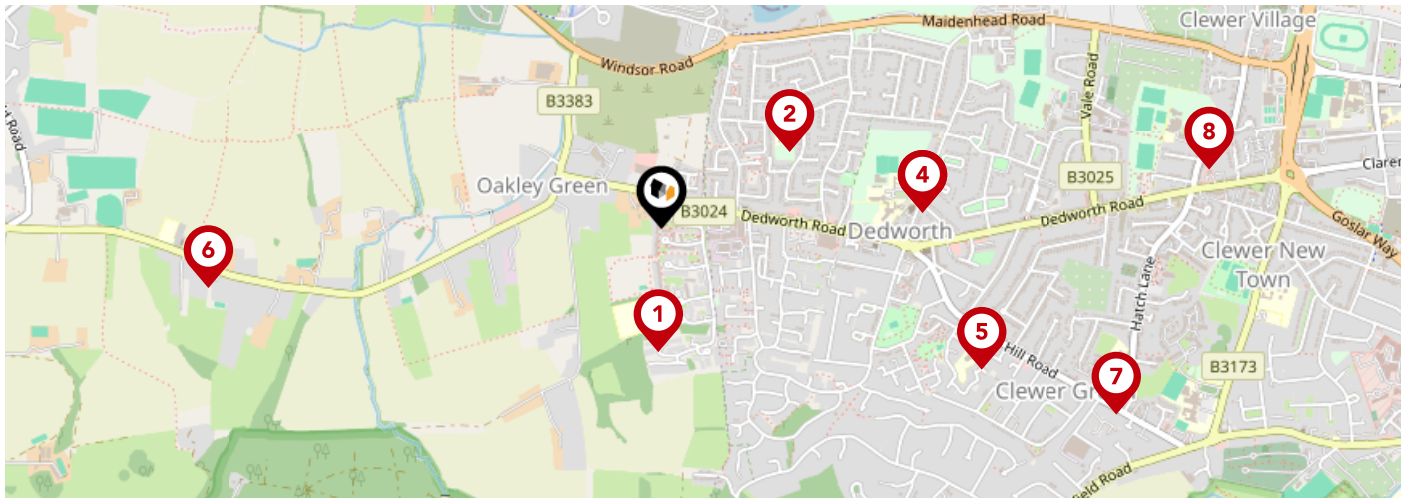 Maidenhead Road
Clewer Village
Windsor Road
B3383
Vale Road
2
8
d Road
Claren
4
B3025
Oakley Green
B3024
Dedworth Road
Dedworth Road
Dedworth
Goslar Way
6
Clewer New
Town
Hatch Lane
1
5
Hill Road
B3173
7
Clewer Gr
field Road